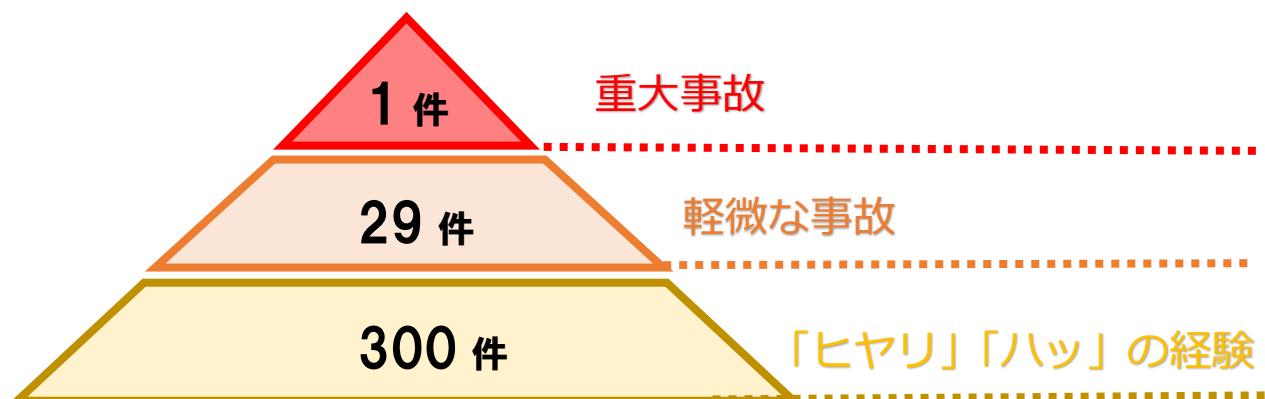 1 件
重大事故
29 件
軽微な事故
300 件
「ヒヤリ」「ハッ」の経験